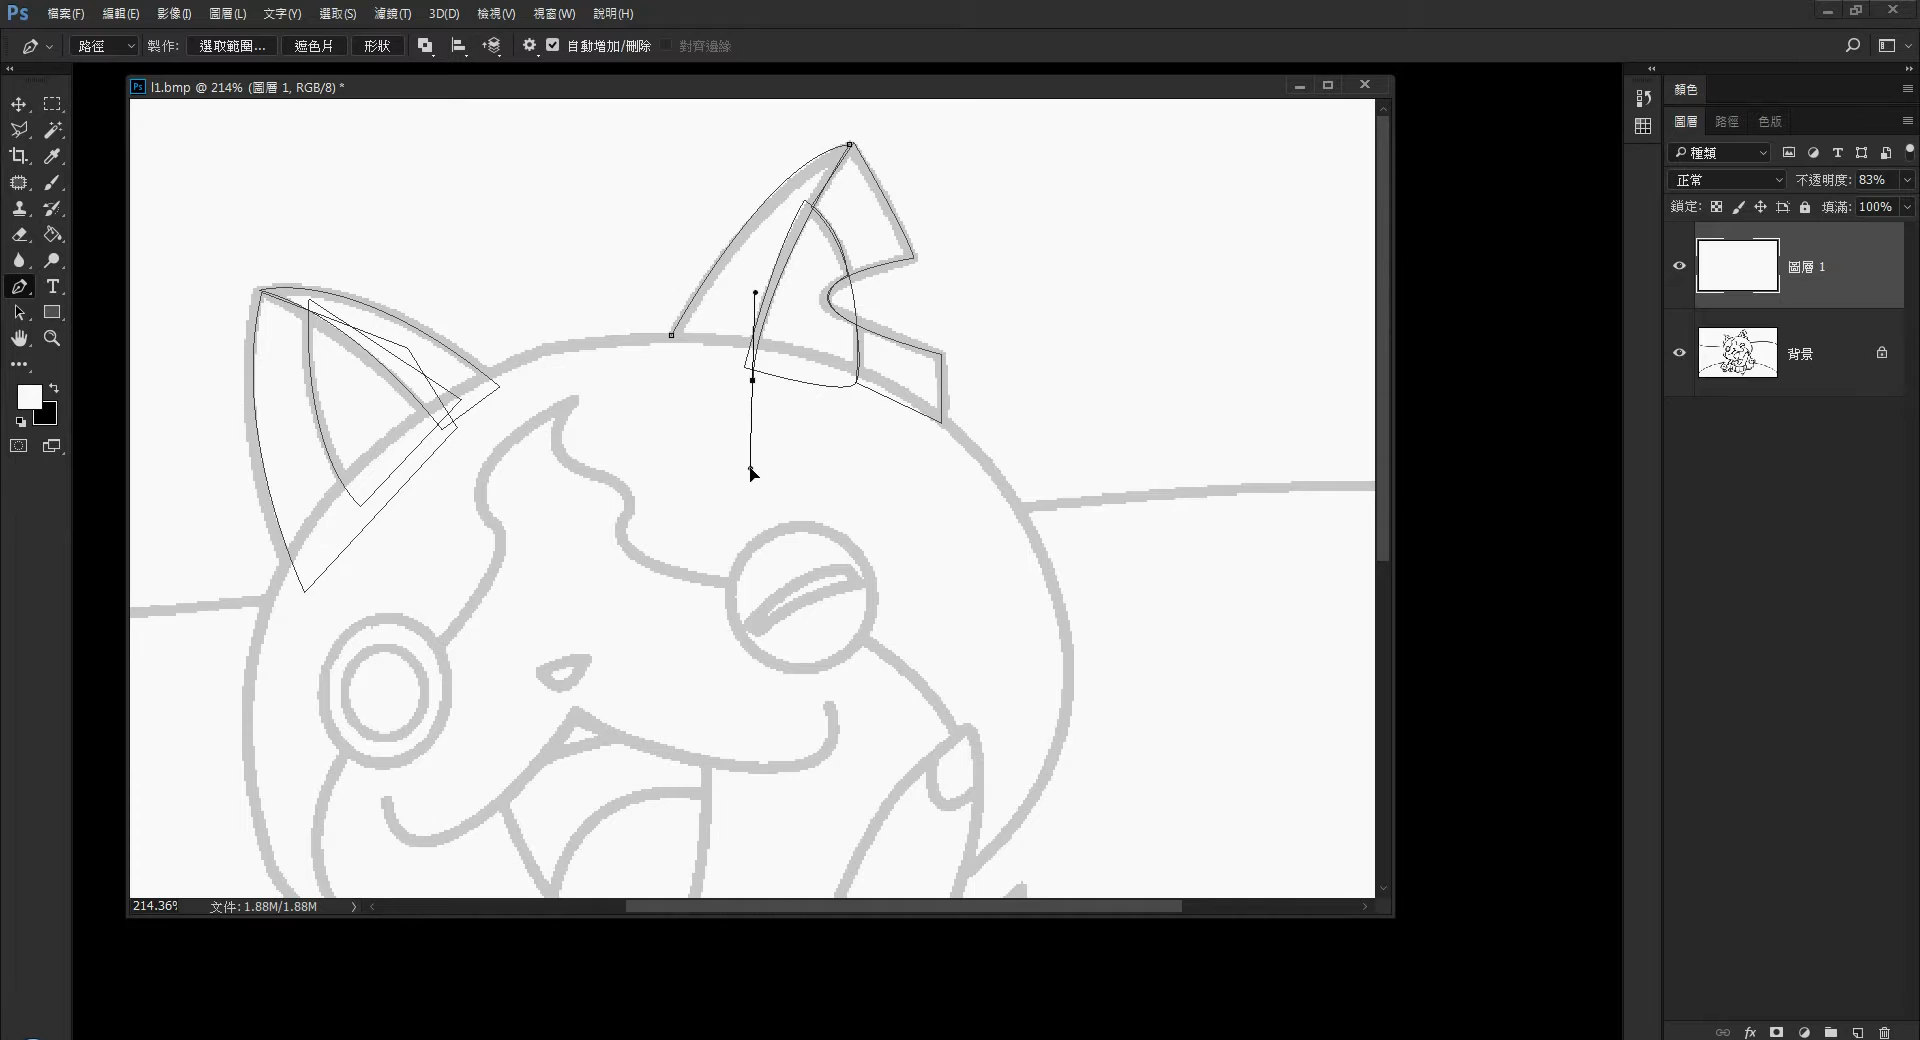 Ps 檔案(F) 編輯(E) 影像(I) 圖層(L) 文字(Y) 選取(S) 濾鏡(T) 3D(D) 檢視(V) 視窗(W) 說明(H)
路徑 製作: 選取範圍... 遮色片 形狀 自動增加/刪除 對齊邊緣
Ps l1.bmp @ 214% (圖層 1, RGB/8) *
顏色
圖層 路徑 色版
種類
正常 不透明度: 83%
鎖定: 填滿: 100%
圖層 1
背景
214.36%
文件: 1.88M/1.88M
fx